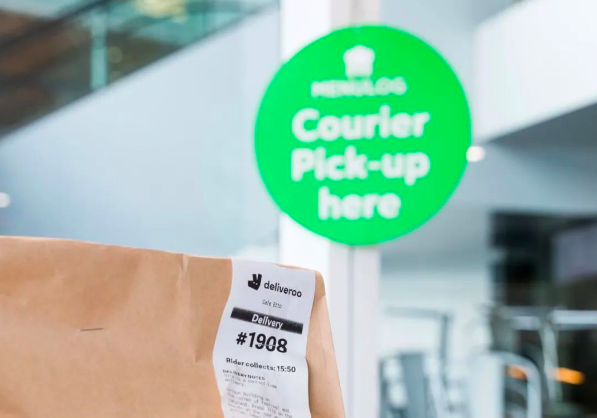 MENULOG
Courier
Pick-up
here
deliveroo
Delivery
#1908
Rider collects: 15:50